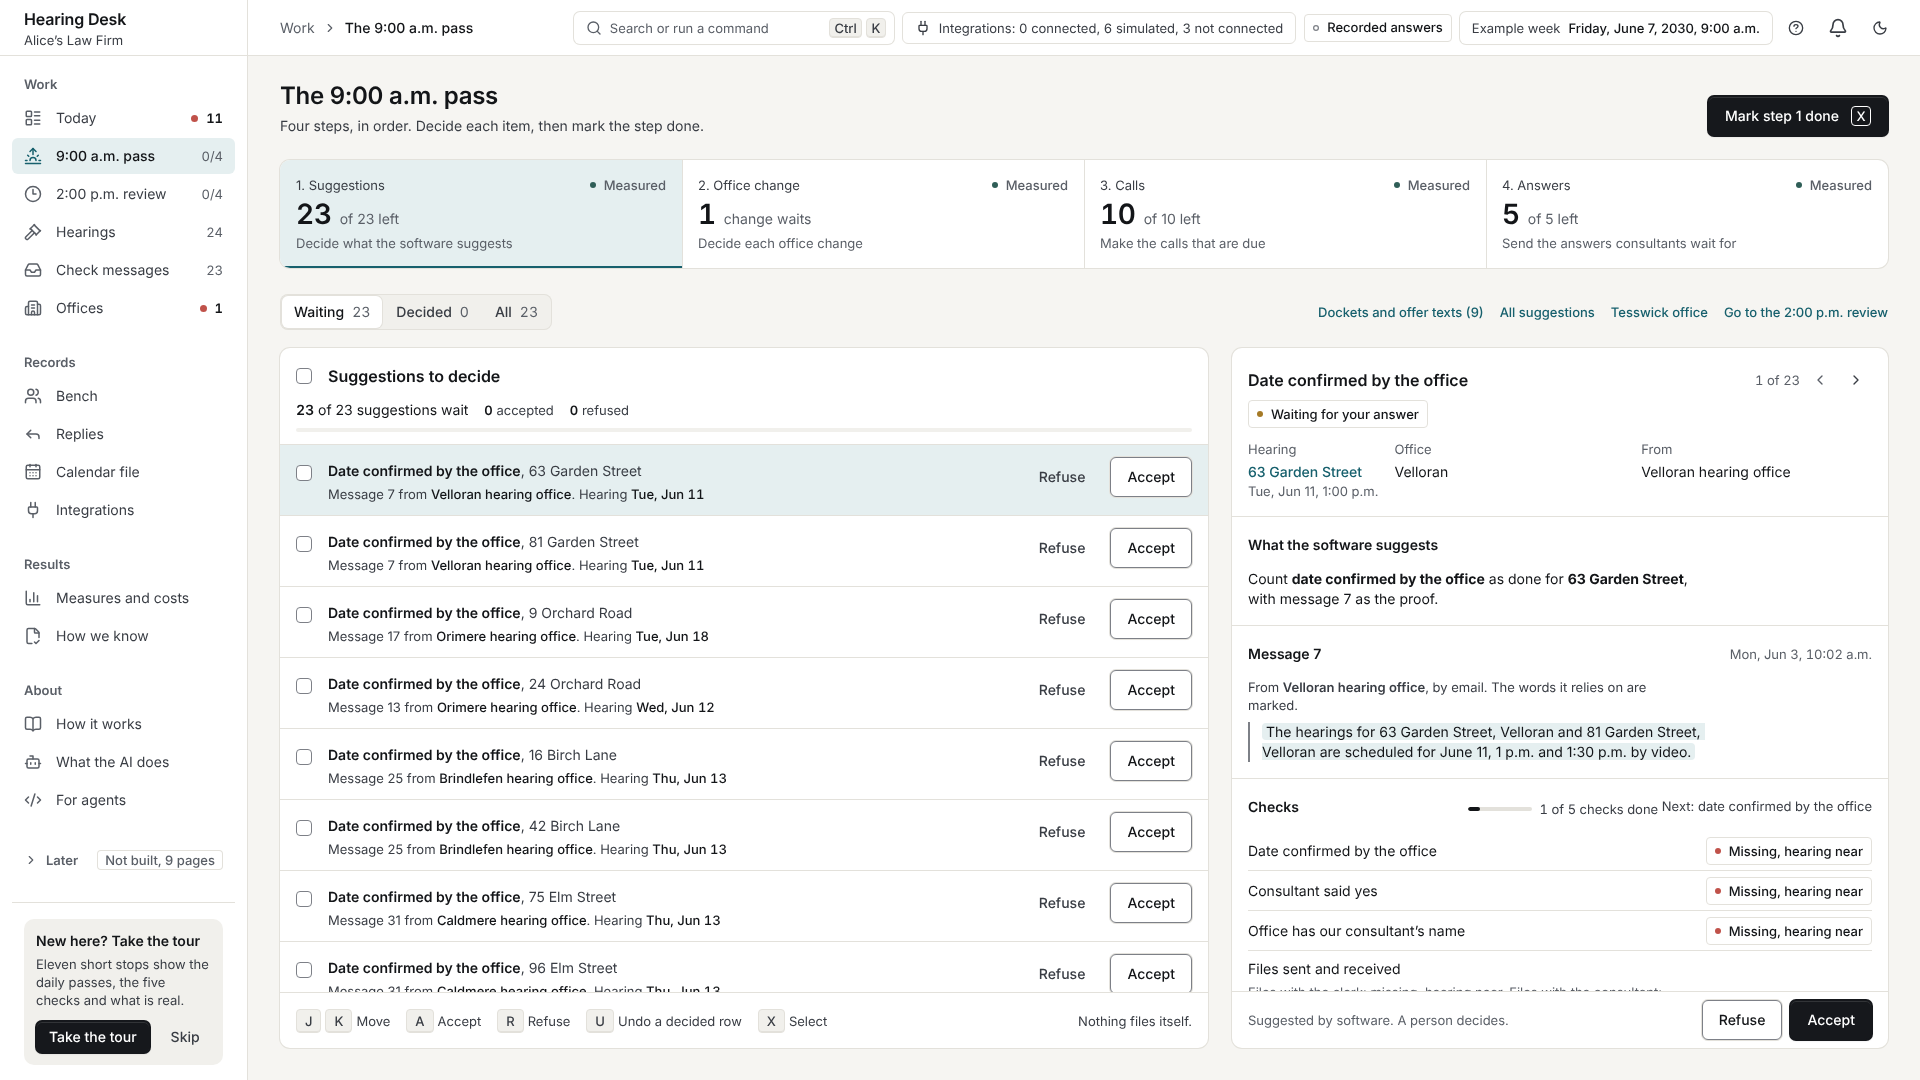 Hearing Desk
Alice's Law Firm
Work
Today 11
9:00 a.m. pass 0/4
2:00 p.m. review 0/4
Hearings 24
Check messages 23
Offices 1
Records
Bench
Replies
Calendar file
Integrations
Results
Measures and costs
How we know
About
How it works
What the AI does
For agents
Later Not built, 9 pages
New here? Take the tour
Eleven short stops show the
daily passes, the five
checks and what is real.
Take the tour Skip
Work > The 9:00 a.m. pass
Search or run a command Ctrl K
Integrations: 0 connected, 6 simulated, 3 not connected
Recorded answers
Example week Friday, June 7, 2030, 9:00 a.m.
The 9:00 a.m. pass
Four steps, in order. Decide each item, then mark the step done.
Mark step 1 done X
1. Suggestions Measured
23 of 23 left
Decide what the software suggests
2. Office change Measured
1 change waits
Decide each office change
3. Calls Measured
10 of 10 left
Make the calls that are due
4. Answers Measured
5 of 5 left
Send the answers consultants wait for
Waiting 23 Decided 0 All 23
Dockets and offer texts (9) All suggestions Tesswick office Go to the 2:00 p.m. review
Suggestions to decide
23 of 23 suggestions wait 0 accepted 0 refused
Date confirmed by the office, 63 Garden Street
Message 7 from Velloran hearing office. Hearing Tue, Jun 11
Refuse Accept
Date confirmed by the office, 81 Garden Street
Message 7 from Velloran hearing office. Hearing Tue, Jun 11
Refuse Accept
Date confirmed by the office, 9 Orchard Road
Message 17 from Orimere hearing office. Hearing Tue, Jun 18
Refuse Accept
Date confirmed by the office, 24 Orchard Road
Message 13 from Orimere hearing office. Hearing Wed, Jun 12
Refuse Accept
Date confirmed by the office, 16 Birch Lane
Message 25 from Brindlefen hearing office. Hearing Thu, Jun 13
Refuse Accept
Date confirmed by the office, 42 Birch Lane
Message 25 from Brindlefen hearing office. Hearing Thu, Jun 13
Refuse Accept
Date confirmed by the office, 75 Elm Street
Message 31 from Caldmere hearing office. Hearing Thu, Jun 13
Refuse Accept
Date confirmed by the office, 96 Elm Street
Message 31 from Caldmere hearing office. Hearing Thu, Jun 13
Refuse Accept
J K Move A Accept R Refuse U Undo a decided row X Select
Nothing files itself.
Date confirmed by the office 1 of 23
Waiting for your answer
Hearing Office From
63 Garden Street Velloran Velloran hearing office
Tue, Jun 11, 1:00 p.m.
What the software suggests
Count date confirmed by the office as done for 63 Garden Street,
with message 7 as the proof.
Message 7 Mon, Jun 3, 10:02 a.m.
From Velloran hearing office, by email. The words it relies on are
marked.
The hearings for 63 Garden Street, Velloran and 81 Garden Street,
Velloran are scheduled for June 11, 1 p.m. and 1:30 p.m. by video.
Checks 1 of 5 checks done Next: date confirmed by the office
Date confirmed by the office Missing, hearing near
Consultant said yes Missing, hearing near
Office has our consultant's name Missing, hearing near
Files sent and received
Files with the clerk: missing, hearing near. Files with the consultant:
Suggested by software. A person decides.
Refuse Accept